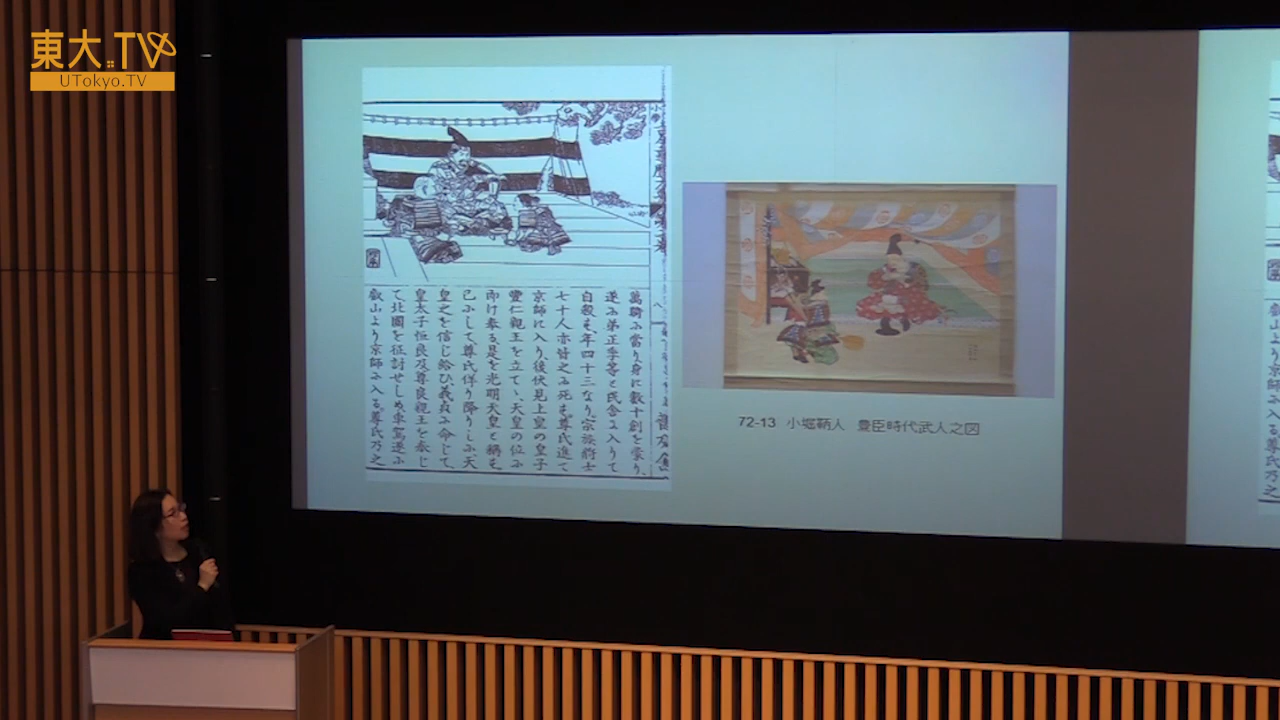 東大TV
UTokyo.TV
萬騎に當り身に數十創を蒙り、
遂に弟正季等と民舎に入りて
自殺す年四十三なり、宗族將士
七十人亦皆之に死す、尊氏進て
京師に入り後伏見上皇の皇子
豐仁親王を立てゝ、天皇の位に
即け奉る是を光明天皇と稱す、
已にして尊氏佯り降りしに天
皇之を信じ給ひ、義貞に命じて、
皇太子恒良及尊良親王を奉じ
て、北國を征討せしめ車駕遂に
叡山より京師に入る、尊氏乃之
72-13 小堀鞆人 豊臣時代武人之図